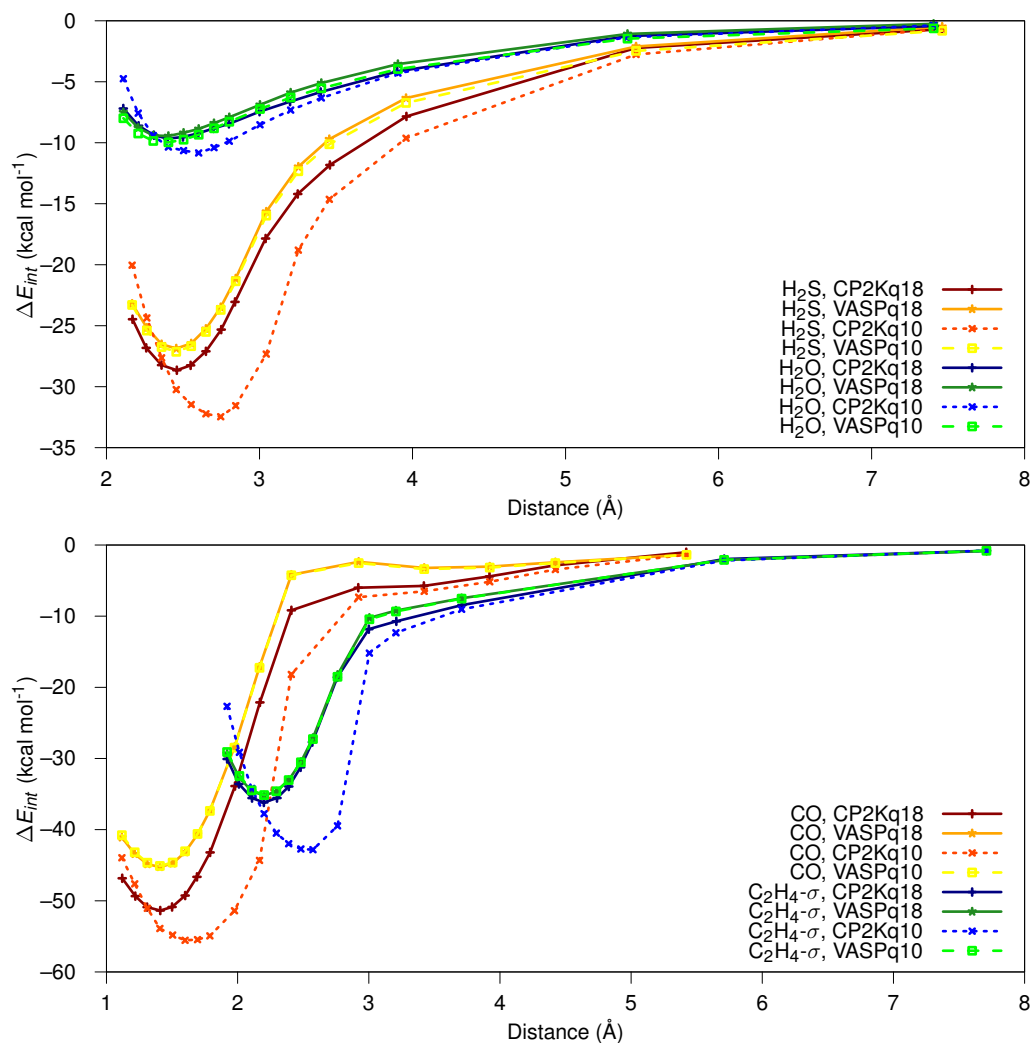 0
−5
−10
−15
−20
−25
−30
−35
ΔE_int (kcal mol⁻¹)
2 3 4 5 6 7 8
Distance (Å)
H₂S, CP2Kq18
H₂S, VASPq18
H₂S, CP2Kq10
H₂S, VASPq10
H₂O, CP2Kq18
H₂O, VASPq18
H₂O, CP2Kq10
H₂O, VASPq10
0
−10
−20
−30
−40
−50
−60
ΔE_int (kcal mol⁻¹)
1 2 3 4 5 6 7 8
Distance (Å)
CO, CP2Kq18
CO, VASPq18
CO, CP2Kq10
CO, VASPq10
C₂H₄-σ, CP2Kq18
C₂H₄-σ, VASPq18
C₂H₄-σ, CP2Kq10
C₂H₄-σ, VASPq10